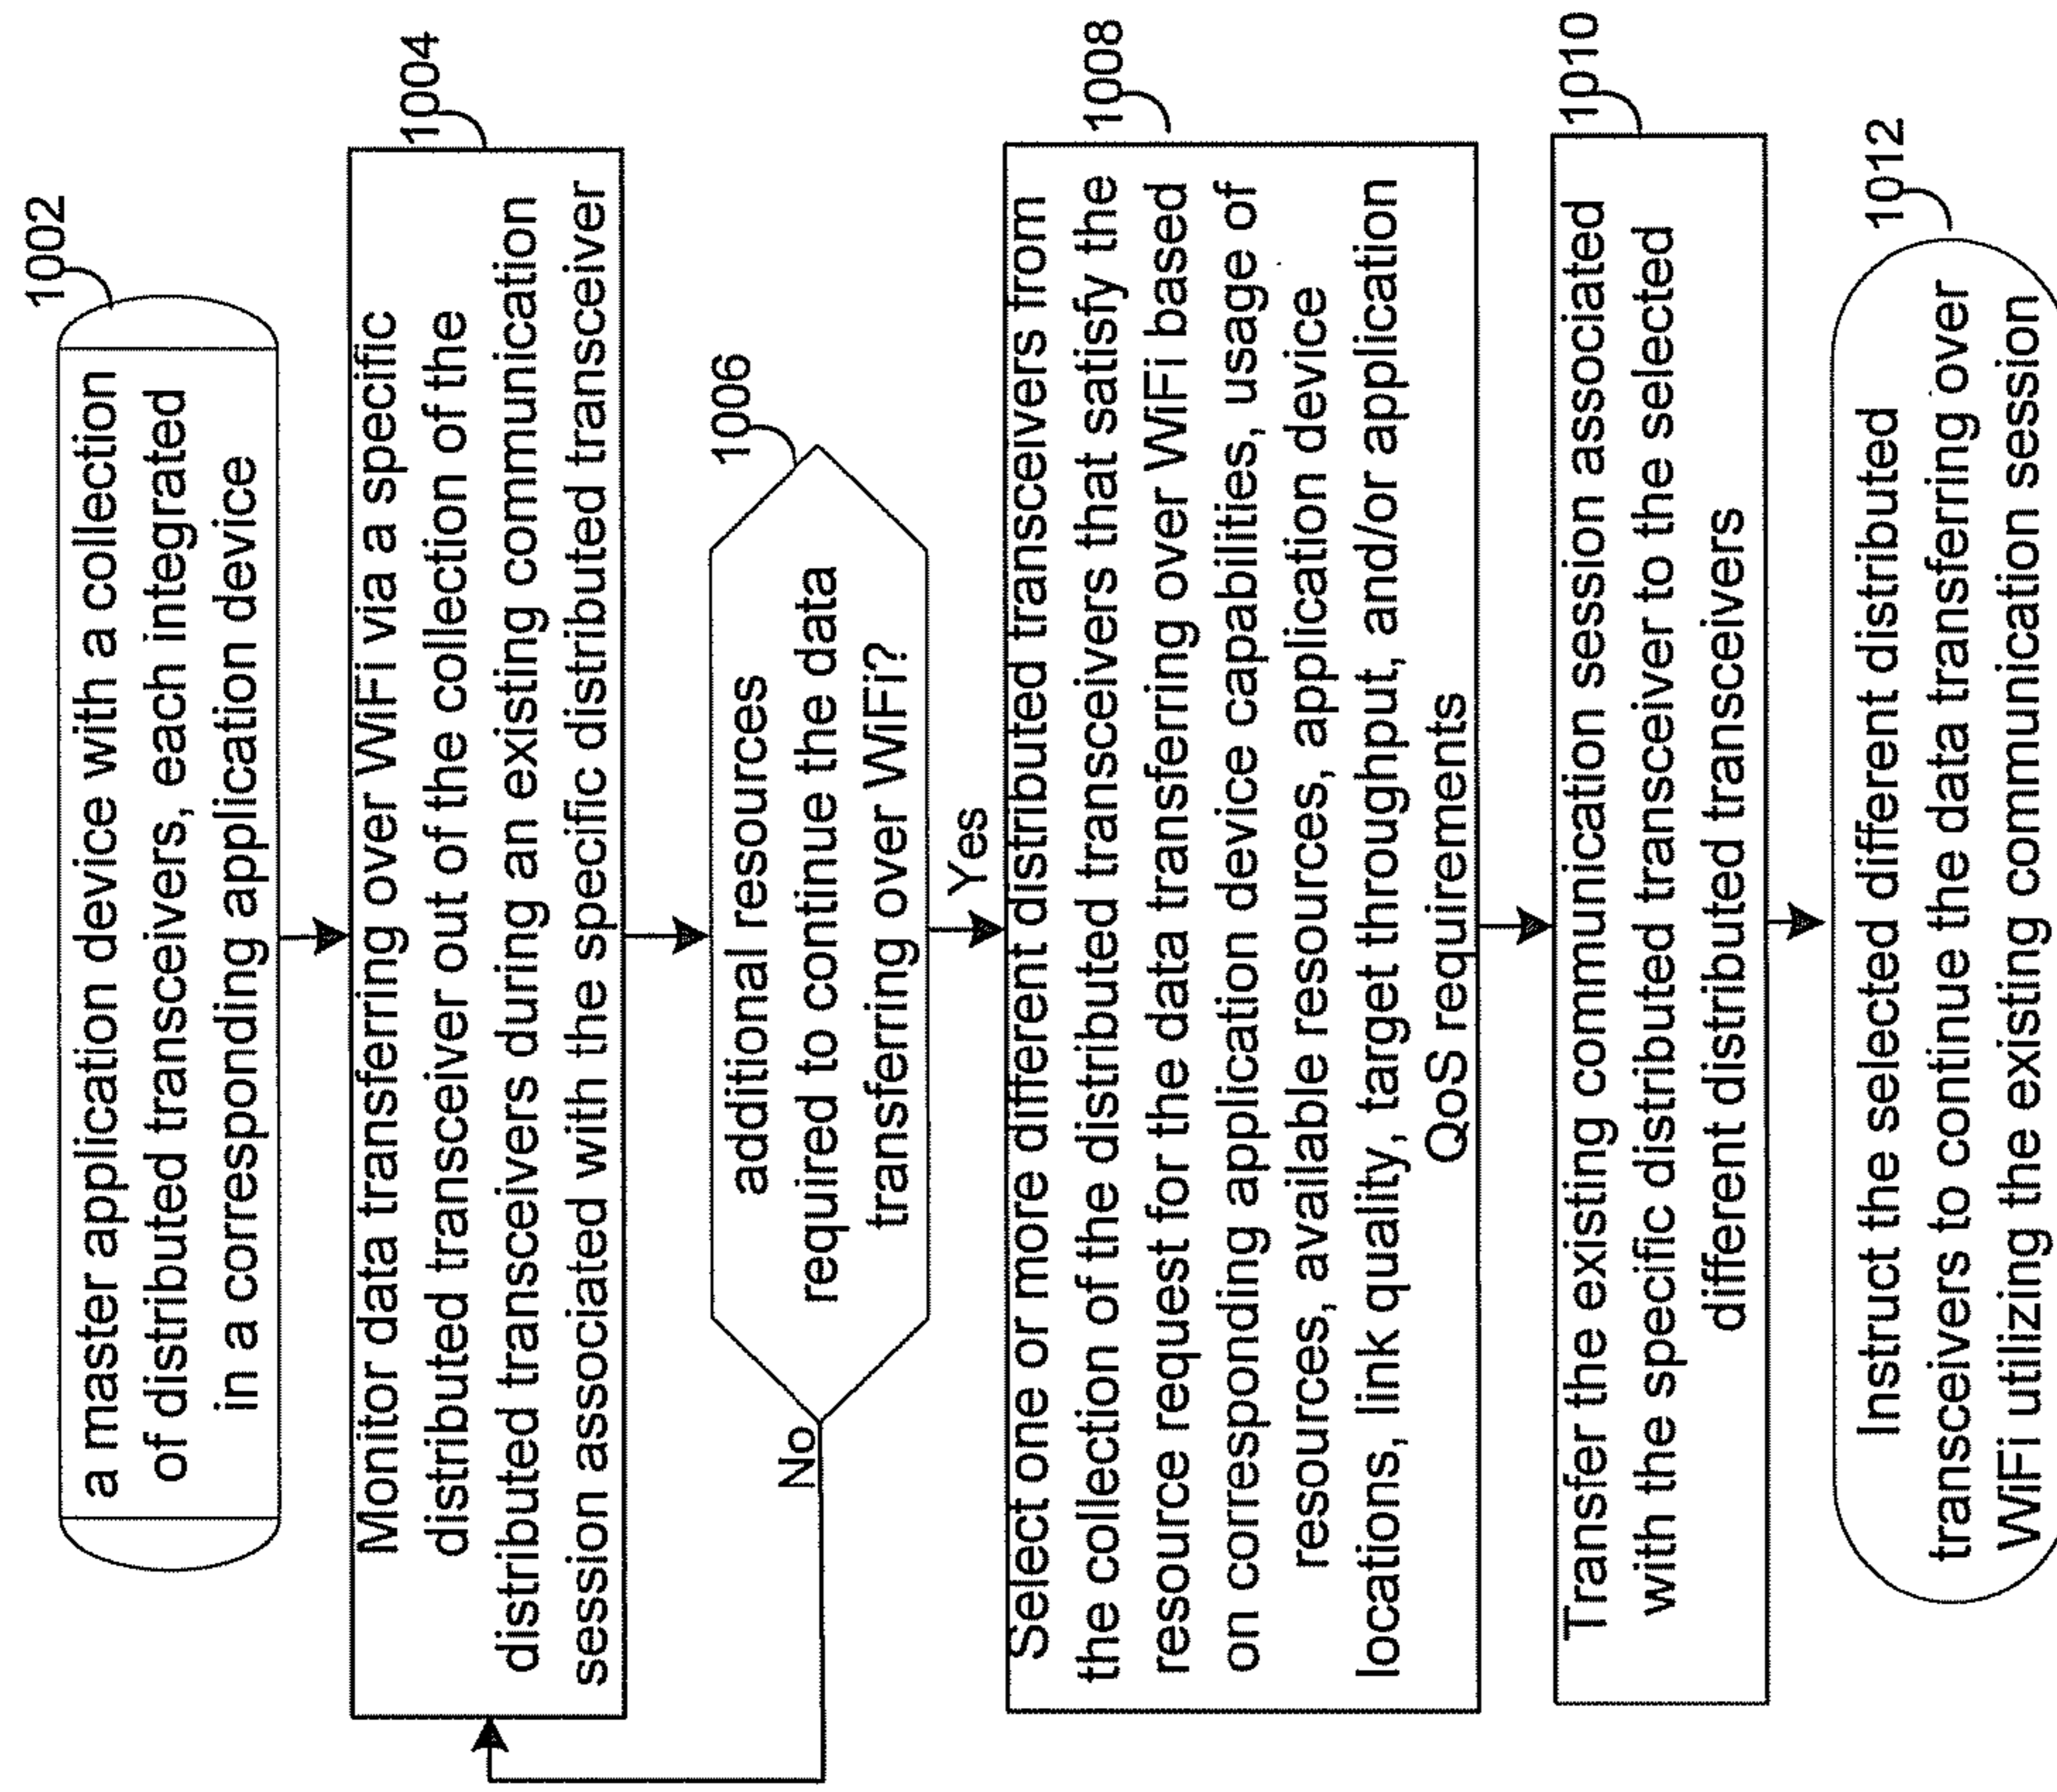 1002
a master application device with a collection
of distributed transceivers, each integrated
in a corresponding application device
1004
Monitor data transferring over WiFi via a specific
distributed transceiver out of the collection of the
distributed transceivers during an existing communication
session associated with the specific distributed transceiver
1006
additional resources
required to continue the data
transferring over WiFi?
No
Yes
1008
Select one or more different distributed transceivers from
the collection of the distributed transceivers that satisfy the
resource request for the data transferring over WiFi based
on corresponding application device capabilities, usage of
resources, available resources, application device
locations, link quality, target throughput, and/or application
QoS requirements
1010
Transfer the existing communication session associated
with the specific distributed transceiver to the selected
different distributed transceivers
1012
Instruct the selected different distributed
transceivers to continue the data transferring over
WiFi utilizing the existing communication session